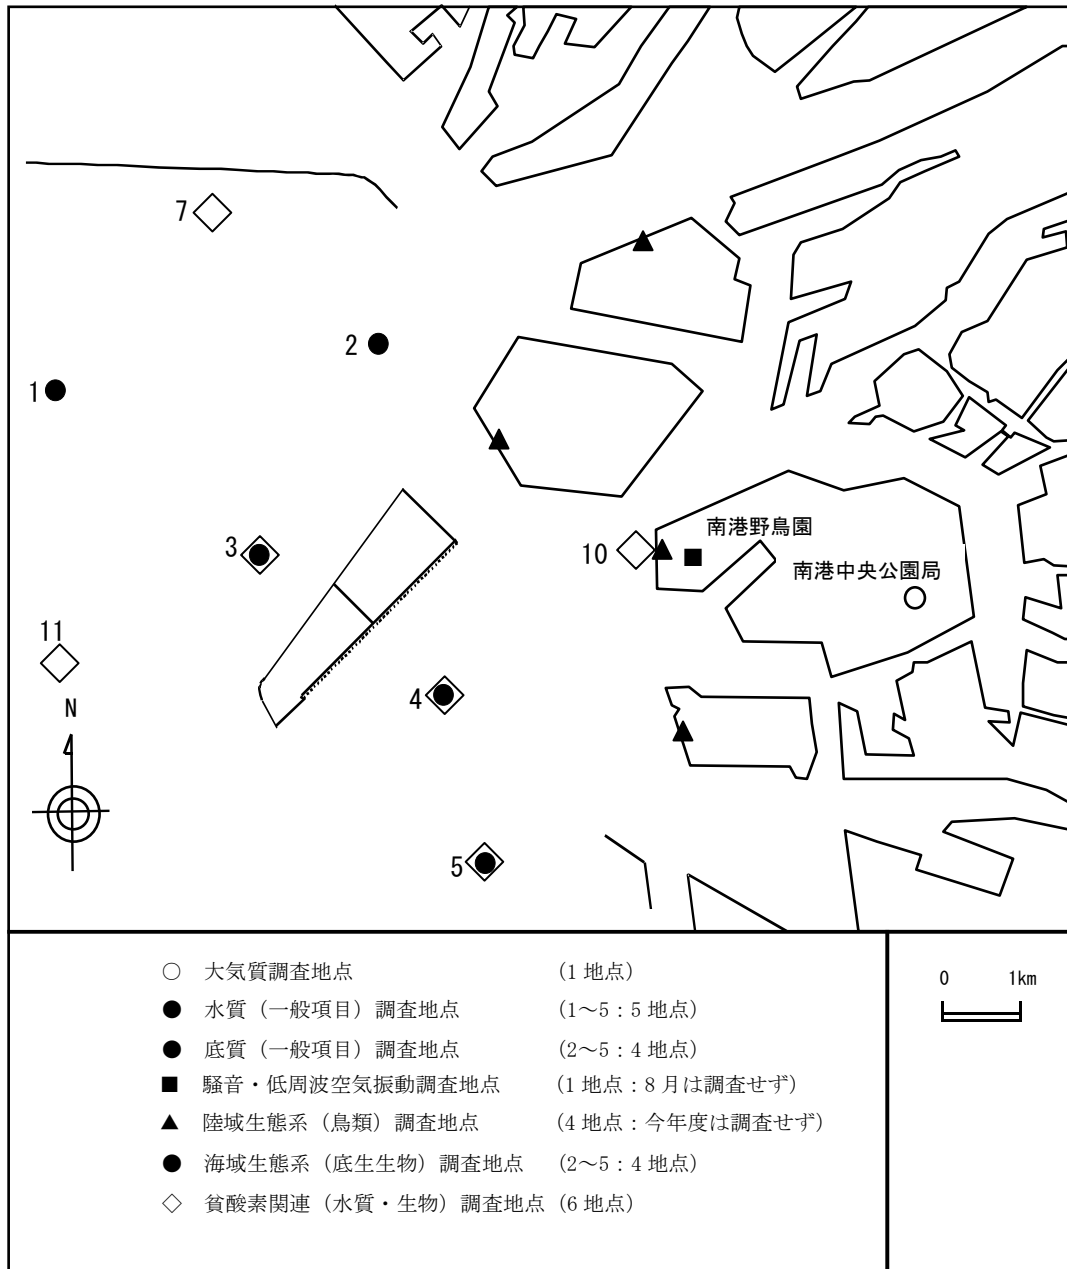 7
2
1
南港野鳥園
3
10
南港中央公園局
11
4
N
5
○ 大気質調査地点 (1 地点)
● 水質（一般項目）調査地点 (1～5：5 地点)
● 底質（一般項目）調査地点 (2～5：4 地点)
■ 騒音・低周波空気振動調査地点 (1 地点：8 月は調査せず)
▲ 陸域生態系（鳥類）調査地点 (4 地点：今年度は調査せず)
● 海域生態系（底生生物）調査地点 (2～5：4 地点)
◇ 貧酸素関連（水質・生物）調査地点 (6 地点)
0 1km